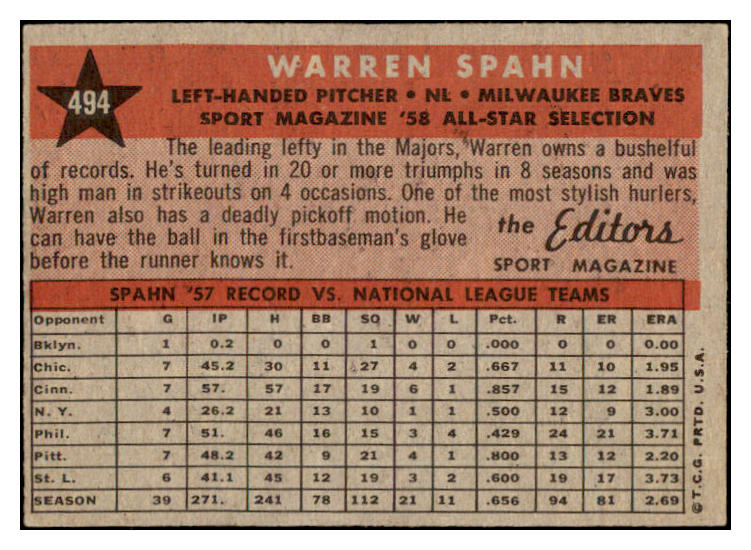 494
WARREN SPAHN
LEFT-HANDED PITCHER • NL • MILWAUKEE BRAVES
SPORT MAGAZINE '58 ALL-STAR SELECTION
The leading lefty in the Majors, Warren owns a bushelful
of records. He's turned in 20 or more triumphs in 8 seasons and was
high man in strikeouts on 4 occasions. One of the most stylish hurlers,
Warren also has a deadly pickoff motion. He
can have the ball in the firstbaseman's glove
before the runner knows it.
the Editors
SPORT MAGAZINE
SPAHN '57 RECORD VS. NATIONAL LEAGUE TEAMS
Opponent G IP H BB SO W L Pct. R ER ERA
Bklyn. 1 0.2 0 0 1 0 0 .000 0 0 0.00
Chic. 7 45.2 30 11 27 4 2 .667 11 10 1.95
Cinn. 7 57. 57 17 19 6 1 .857 15 12 1.89
N. Y. 4 26.2 21 13 10 1 1 .500 12 9 3.00
Phil. 7 51. 46 16 15 3 4 .429 24 21 3.71
Pitt. 7 48.2 42 9 21 4 1 .800 13 12 2.20
St. L. 6 41.1 45 12 19 3 2 .600 19 17 3.73
SEASON 39 271. 241 78 112 21 11 .656 94 81 2.69
©T.C.G. PRTD. U.S.A.